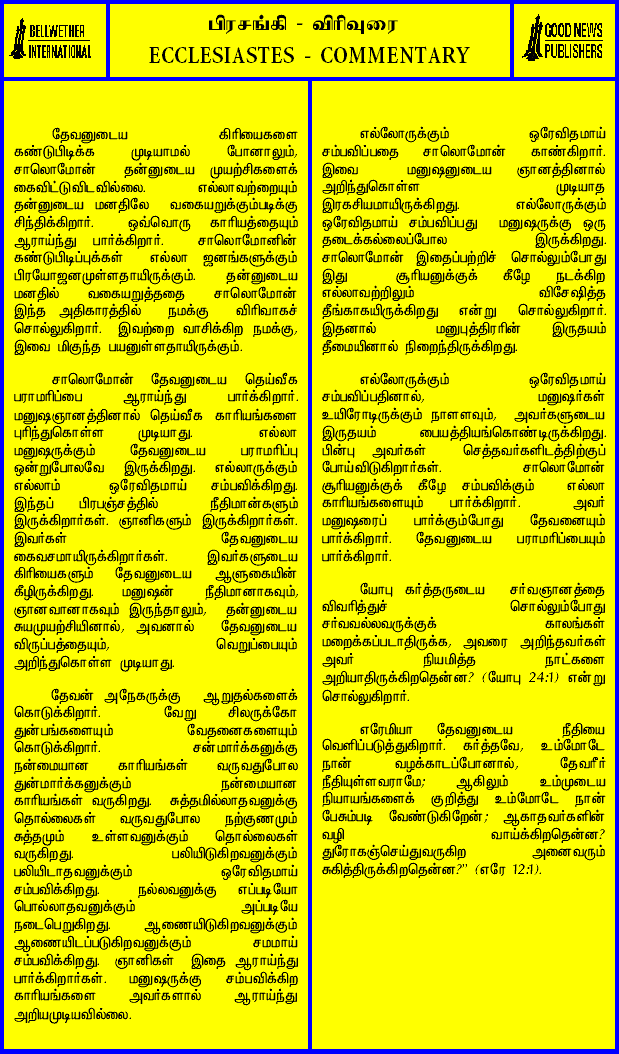 BELLWETHER
INTERNATIONAL
பிரசங்கி - விரிவுரை
ECCLESIASTES - COMMENTARY
GOOD NEWS
PUBLISHERS
தேவனுடைய கிரியைகளை
கண்டுபிடிக்க முடியாமல் போனாலும்,
சாலொமோன் தன்னுடைய முயற்சிகளைக்
கைவிட்டுவிடவில்லை. எல்லாவற்றையும்
தன்னுடைய மனதிலே வகையறுக்கும்படிக்கு
சிந்திக்கிறார். ஒவ்வொரு காரியத்தையும்
ஆராய்ந்து பார்க்கிறார். சாலொமோனின்
கண்டுபிடிப்புக்கள் எல்லா ஜனங்களுக்கும்
பிரயோஜனமுள்ளதாயிருக்கும். தன்னுடைய
மனதில் வகையறுத்ததை சாலொமோன்
இந்த அதிகாரத்தில் நமக்கு விரிவாகச்
சொல்லுகிறார். இவற்றை வாசிக்கிற நமக்கு,
இவை மிகுந்த பயனுள்ளதாயிருக்கும்.
சாலொமோன் தேவனுடைய தெய்வீக
பராமரிப்பை ஆராய்ந்து பார்க்கிறார்.
மனுஷஞானத்தினால் தெய்வீக காரியங்களை
புரிந்துகொள்ள முடியாது. எல்லா
மனுஷருக்கும் தேவனுடைய பராமரிப்பு
ஒன்றுபோலவே இருக்கிறது. எல்லாருக்கும்
எல்லாம் ஒரேவிதமாய் சம்பவிக்கிறது.
இந்தப் பிரபஞ்சத்தில் நீதிமான்களும்
இருக்கிறார்கள். ஞானிகளும் இருக்கிறார்கள்.
இவர்கள் தேவனுடைய
கைவசமாயிருக்கிறார்கள். இவர்களுடைய
கிரியைகளும் தேவனுடைய ஆளுகையின்
கீழிருக்கிறது. மனுஷன் நீதிமானாகவும்,
ஞானவானாகவும் இருந்தாலும், தன்னுடைய
சுயமுயற்சியினால், அவனால் தேவனுடைய
விருப்பத்தையும், வெறுப்பையும்
அறிந்துகொள்ள முடியாது.
தேவன் அநேகருக்கு ஆறுதல்களைக்
கொடுக்கிறார். வேறு சிலருக்கோ
துன்பங்களையும் வேதனைகளையும்
கொடுக்கிறார். சன்மார்க்கனுக்கு
நன்மையான காரியங்கள் வருவதுபோல
துன்மார்க்கனுக்கும் நன்மையான
காரியங்கள் வருகிறது. சுத்தமில்லாதவனுக்கு
தொல்லைகள் வருவதுபோல நற்குணமும்
சுத்தமும் உள்ளவனுக்கும் தொல்லைகள்
வருகிறது. பலியிடுகிறவனுக்கும்
பலியிடாதவனுக்கும் ஒரேவிதமாய்
சம்பவிக்கிறது. நல்லவனுக்கு எப்படியோ
பொல்லாதவனுக்கும் அப்படியே
நடைபெறுகிறது. ஆணையிடுகிறவனுக்கும்
ஆணையிடப்படுகிறவனுக்கும் சமமாய்
சம்பவிக்கிறது. ஞானிகள் இதை ஆராய்ந்து
பார்க்கிறார்கள். மனுஷருக்கு சம்பவிக்கிற
காரியங்களை அவர்களால் ஆராய்ந்து
அறியமுடியவில்லை.
எல்லோருக்கும் ஒரேவிதமாய்
சம்பவிப்பதை சாலொமோன் காண்கிறார்.
இவை மனுஷனுடைய ஞானத்தினால்
அறிந்துகொள்ள முடியாத
இரகசியமாயிருக்கிறது. எல்லோருக்கும்
ஒரேவிதமாய் சம்பவிப்பது மனுஷருக்கு ஒரு
தடைக்கல்லைப்போல இருக்கிறது.
சாலொமோன் இதைப்பற்றிச் சொல்லும்போது
இது சூரியனுக்குக் கீழே நடக்கிற
எல்லாவற்றிலும் விசேஷித்த
தீங்காகயிருக்கிறது என்று சொல்லுகிறார்.
இதனால் மனுபுத்திரரின் இருதயம்
தீமையினால் நிறைந்திருக்கிறது.
எல்லோருக்கும் ஒரேவிதமாய்
சம்பவிப்பதினால், மனுஷர்கள்
உயிரோடிருக்கும் நாளளவும், அவர்களுடைய
இருதயம் பையத்தியங்கொண்டிருக்கிறது.
பின்பு அவர்கள் செத்தவர்களிடத்திற்குப்
போய்விடுகிறார்கள். சாலொமோன்
சூரியனுக்குக் கீழே சம்பவிக்கும் எல்லா
காரியங்களையும் பார்க்கிறார். அவர்
மனுஷரைப் பார்க்கும்போது தேவனையும்
பார்க்கிறார். தேவனுடைய பராமரிப்பையும்
பார்க்கிறார்.
யோபு கர்த்தருடைய சர்வஞானத்தை
விவரித்துச் சொல்லும்போது
சர்வவல்லவருக்குக் காலங்கள்
மறைக்கப்படாதிருக்க, அவரை அறிந்தவர்கள்
அவர் நியமித்த நாட்களை
அறியாதிருக்கிறதென்ன? (யோபு 24:1) என்று
சொல்லுகிறார்.
எரேமியா தேவனுடைய நீதியை
வெளிப்படுத்துகிறார். கர்த்தவே, உம்மோடே
நான் வழக்காடப்போனால், தேவரீர்
நீதியுள்ளவராமே; ஆகிலும் உம்முடைய
நியாயங்களைக் குறித்து உம்மோடே நான்
பேசும்படி வேண்டுகிறேன்; ஆகாதவர்களின்
வழி வாய்க்கிறதென்ன?
துரோகஞ்செய்துவருகிற அனைவரும்
சுகித்திருக்கிறதென்ன?" (எரே 12:1).